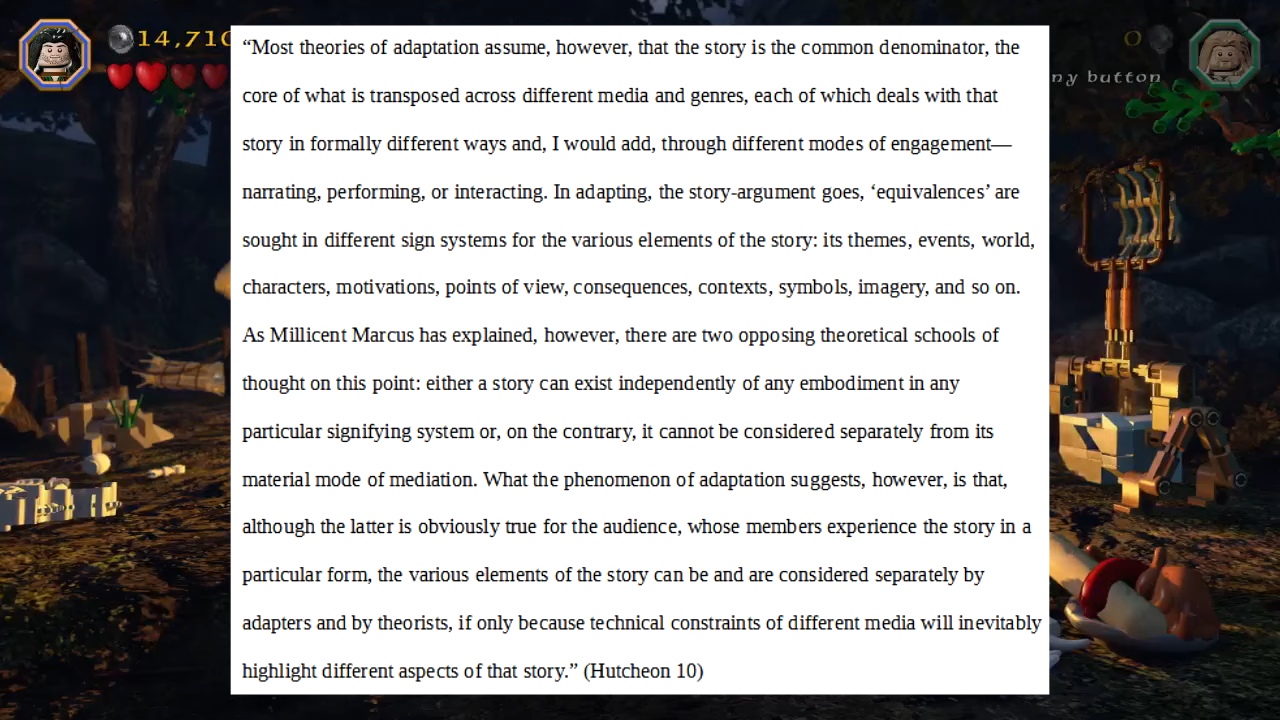 14,710
0
ny button
“Most theories of adaptation assume, however, that the story is the common denominator, the
core of what is transposed across different media and genres, each of which deals with that
story in formally different ways and, I would add, through different modes of engagement—
narrating, performing, or interacting. In adapting, the story-argument goes, ‘equivalences’ are
sought in different sign systems for the various elements of the story: its themes, events, world,
characters, motivations, points of view, consequences, contexts, symbols, imagery, and so on.
As Millicent Marcus has explained, however, there are two opposing theoretical schools of
thought on this point: either a story can exist independently of any embodiment in any
particular signifying system or, on the contrary, it cannot be considered separately from its
material mode of mediation. What the phenomenon of adaptation suggests, however, is that,
although the latter is obviously true for the audience, whose members experience the story in a
particular form, the various elements of the story can be and are considered separately by
adapters and by theorists, if only because technical constraints of different media will inevitably
highlight different aspects of that story.” (Hutcheon 10)